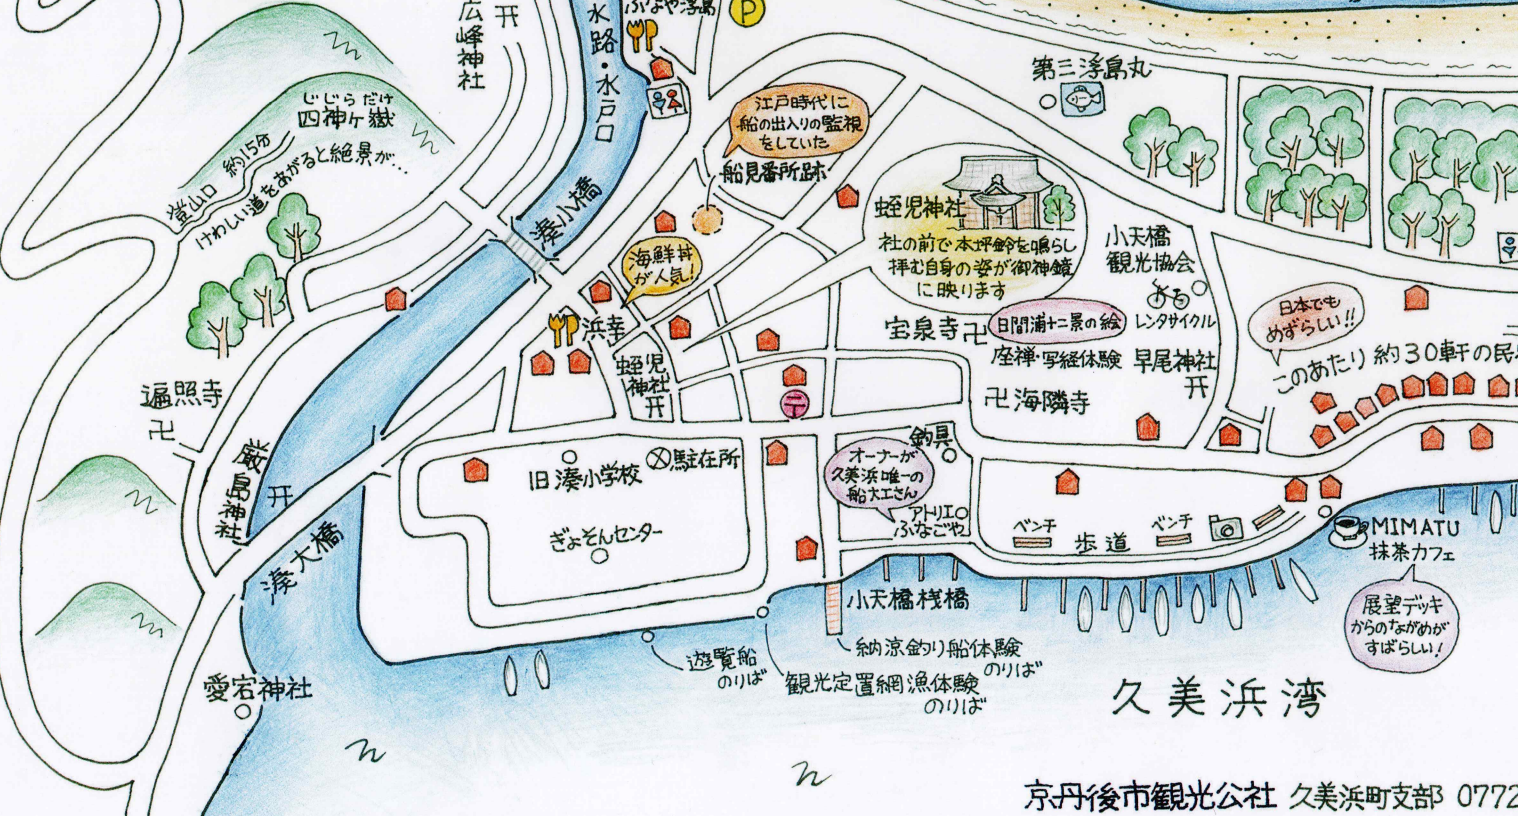 広峰神社
水路・水戸口
ふなや浮島
P
第三浮島丸
じじらだけ
四神ヶ嶽
登山口 約15分
けわしい道をあがると絶景が…
江戸時代に
船の出入りの監視
をしていた
船見番所跡
湊小橋
海鮮丼
が人気!
浜幸
蛭児神社
社の前で本坪鈴を鳴らし
拝む自身の姿が御神鏡
に映ります
小天橋
観光協会
レンタサイクル
宝泉寺卍
日間浦十二景の絵
座禅・写経体験
早尾神社
卍海隣寺
日本でも
めずらしい!!
このあたり約30軒の民
蛭児
神社
〒
遍照寺
卍
厳島神社
湊大橋
旧湊小学校
駐在所
ぎょそんセンター
釣具
オーナーが
久美浜唯一の
船大工さん
アトリエ
ふなごや
ベンチ
歩道
ベンチ
MIMATU
抹茶カフェ
展望デッキ
からのながめが
すばらしい!
小天橋桟橋
納涼釣り船体験
のりば
遊覧船
のりば
観光定置網漁体験
のりば
愛宕神社
久美浜湾
京丹後市観光公社 久美浜町支部 0772